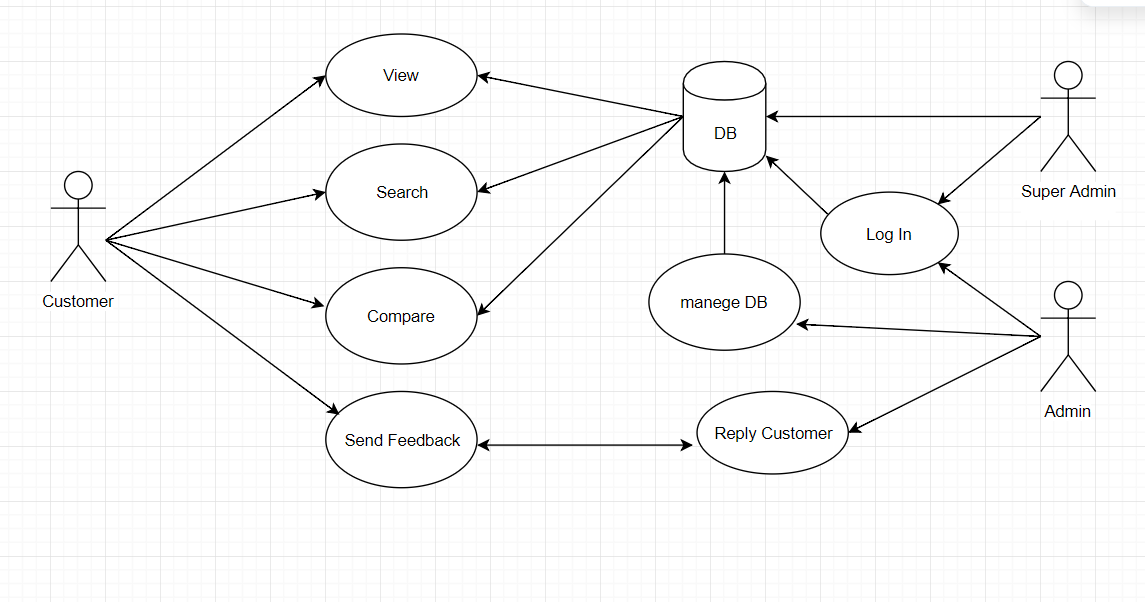 View
DB
Search
Super Admin
Log In
Customer
manege DB
Compare
Admin
Send Feedback
Reply Customer